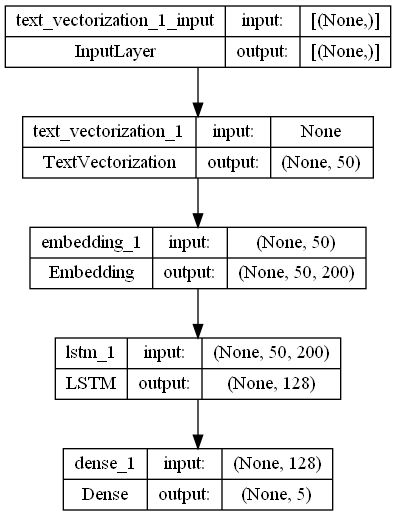 text_vectorization_1_input input: [(None,)]
InputLayer output: [(None,)]
text_vectorization_1 input: None
TextVectorization output: (None, 50)
embedding_1 input: (None, 50)
Embedding output: (None, 50, 200)
lstm_1 input: (None, 50, 200)
LSTM output: (None, 128)
dense_1 input: (None, 128)
Dense output: (None, 5)